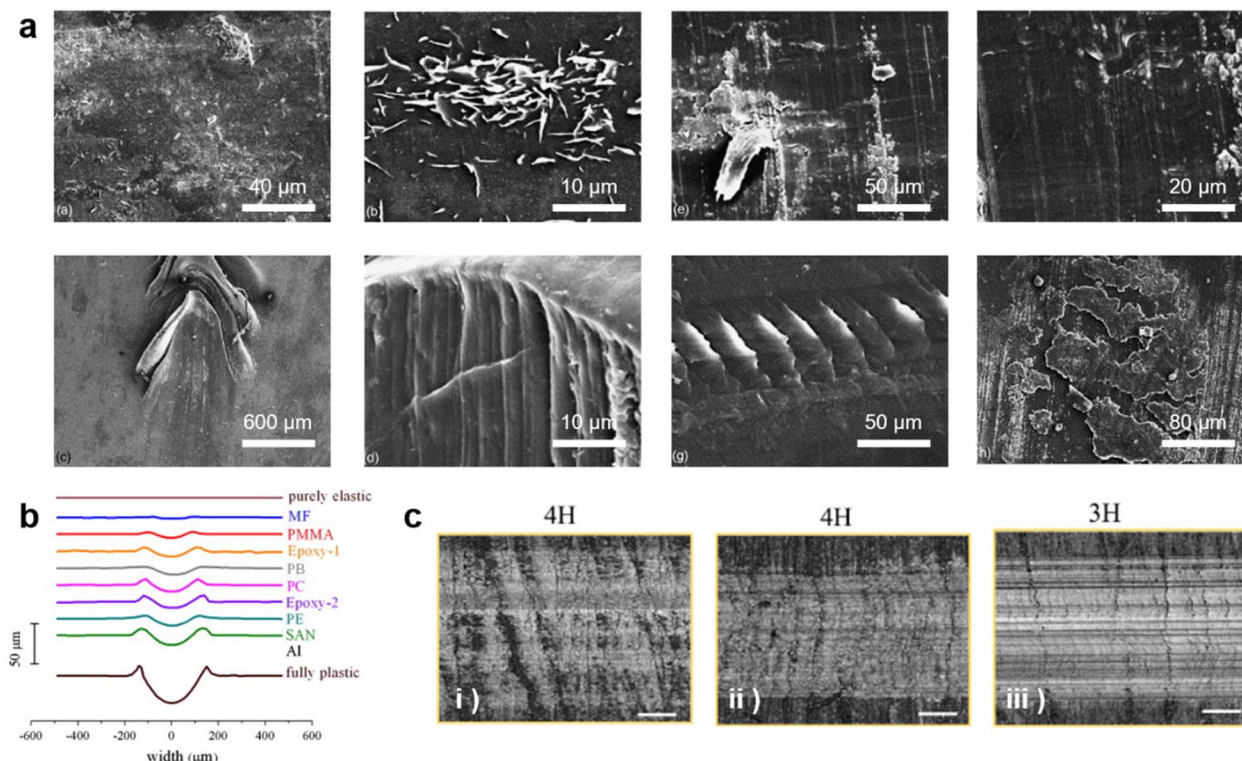 a
40 µm
(a)
10 µm
(b)
50 µm
(e)
20 µm
600 µm
(c)
10 µm
d)
50 µm
(g)
80 µm
h)
b
purely elastic
MF
PMMA
Epoxy-1
PB
PC
Epoxy-2
PE
SAN
Al
fully plastic
50 µm
-600 -400 -200 0 200 400 600
width (µm)
c
4H
4H
3H
i )
ii )
iii )